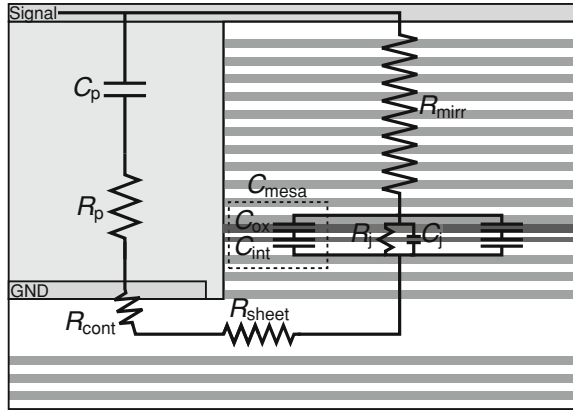 Signal
Cp
Rmirr
Rp
Cmesa
Cox
Rj
Cj
Cint
GND
Rcont
Rsheet